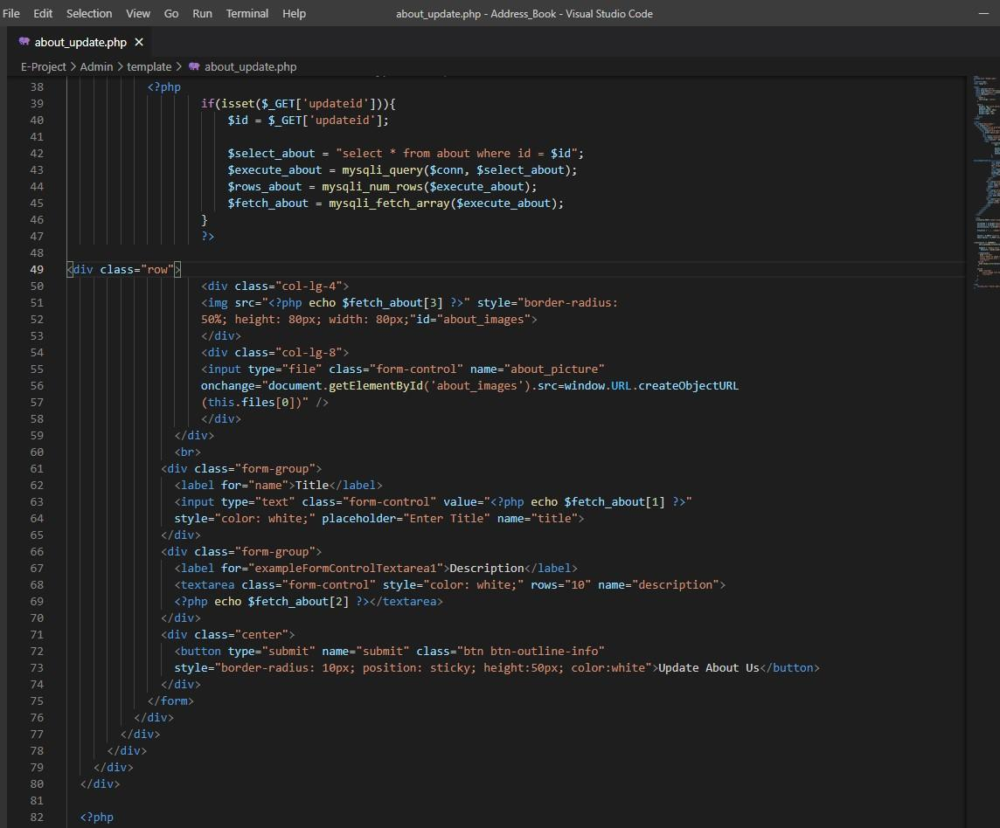 File Edit Selection View Go Run Terminal Help about_update.php - Address_Book - Visual Studio Code
about_update.php ×
E-Project > Admin > template > about_update.php
38 <?php
39 if(isset($_GET['updateid'])){
40 $id = $_GET['updateid'];
41
42 $select_about = "select * from about where id = $id";
43 $execute_about = mysqli_query($conn, $select_about);
44 $rows_about = mysqli_num_rows($execute_about);
45 $fetch_about = mysqli_fetch_array($execute_about);
46 }
47 ?>
48
49 <div class="row">
50 <div class="col-lg-4">
51 <img src="<?php echo $fetch_about[3] ?>" style="border-radius:
52 50%; height: 80px; width: 80px;"id="about_images">
53 </div>
54 <div class="col-lg-8">
55 <input type="file" class="form-control" name="about_picture"
56 onchange="document.getElementById('about_images').src=window.URL.createObjectURL
57 (this.files[0])" />
58 </div>
59 </div>
60 <br>
61 <div class="form-group">
62 <label for="name">Title</label>
63 <input type="text" class="form-control" value="<?php echo $fetch_about[1] ?>"
64 style="color: white;" placeholder="Enter Title" name="title">
65 </div>
66 <div class="form-group">
67 <label for="exampleFormControlTextarea1">Description</label>
68 <textarea class="form-control" style="color: white;" rows="10" name="description">
69 <?php echo $fetch_about[2] ?></textarea>
70 </div>
71 <div class="center">
72 <button type="submit" name="submit" class="btn btn-outline-info"
73 style="border-radius: 10px; position: sticky; height:50px; color:white">Update About Us</button>
74 </div>
75 </form>
76 </div>
77 </div>
78 </div>
79 </div>
80 </div>
81
82 <?php